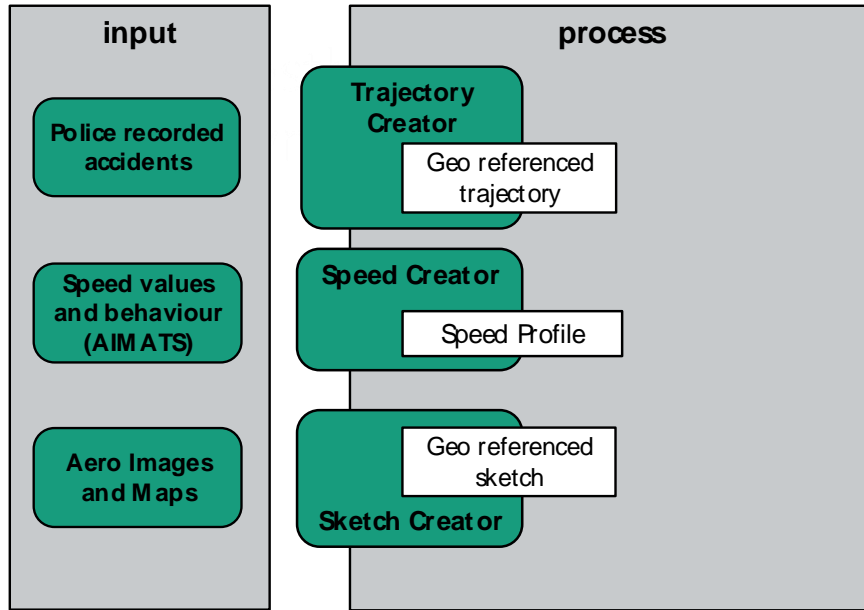 input
Police recorded
accidents
Speed values
and behaviour
(AIMATS)
Aero Images
and Maps
process
Trajectory
Creator
Geo referenced
trajectory
Speed Creator
Speed Profile
Geo referenced
sketch
Sketch Creator